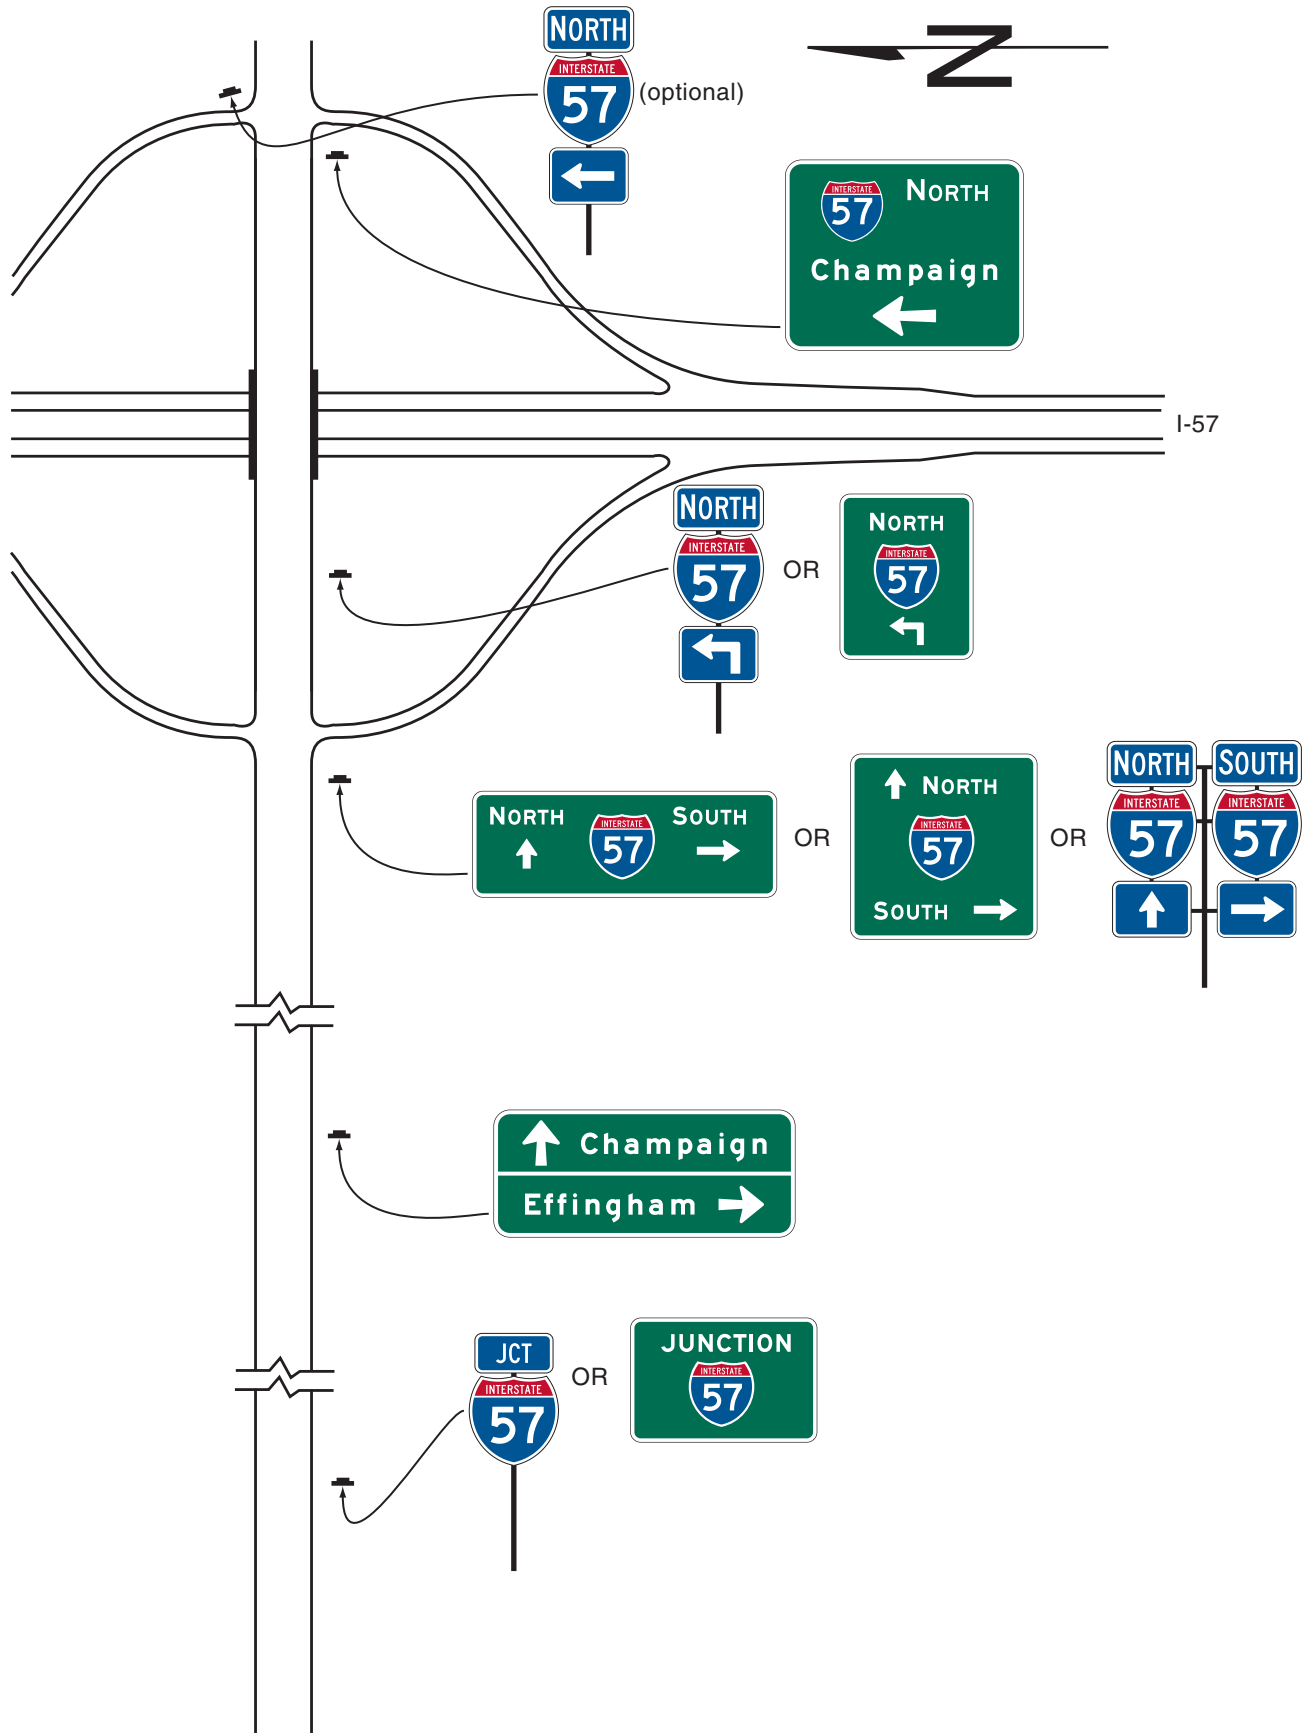 NORTH
INTERSTATE
57
(optional)
N
INTERSTATE
57
NORTH
Champaign
I-57
NORTH
INTERSTATE
57
OR
NORTH
INTERSTATE
57
NORTH
INTERSTATE
57
SOUTH
OR
NORTH
INTERSTATE
57
SOUTH
OR
NORTH
INTERSTATE
57
SOUTH
INTERSTATE
57
Champaign
Effingham
JCT
INTERSTATE
57
OR
JUNCTION
INTERSTATE
57